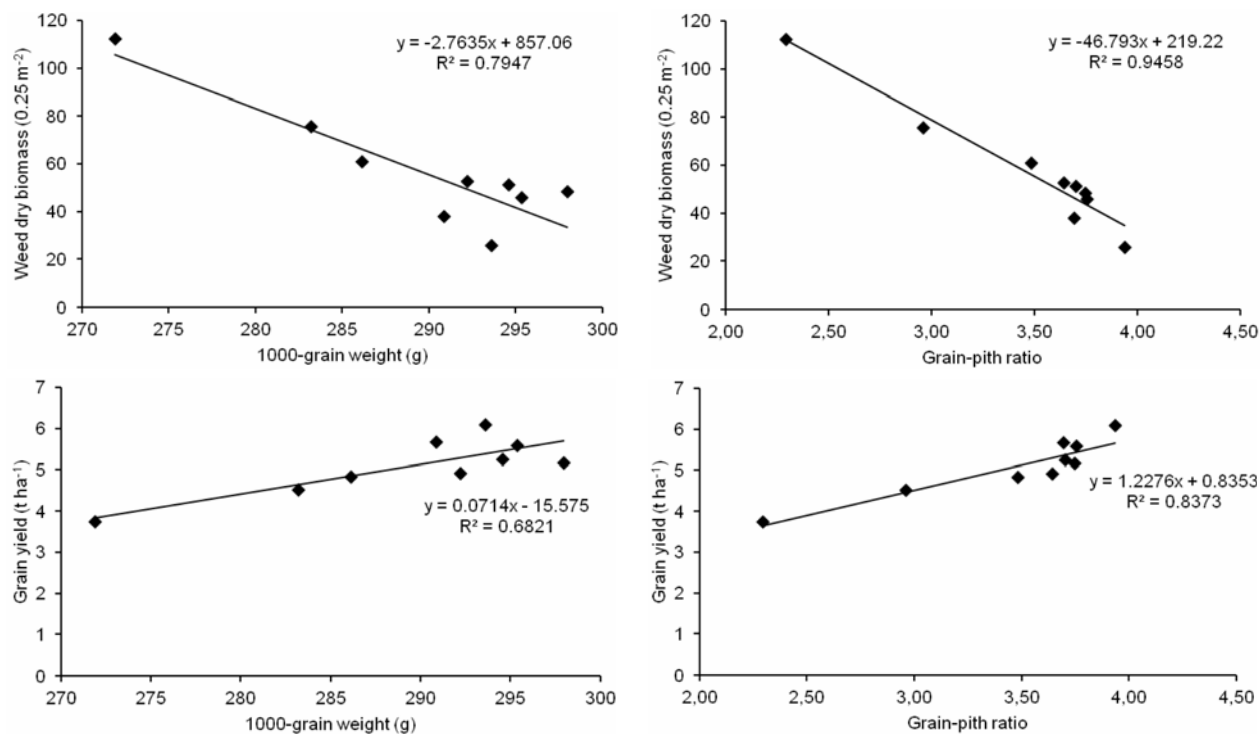 120
100
80
60
40
20
0
Weed dry biomass (0.25 m⁻²)
y = -2.7635x + 857.06
R² = 0.7947
270 275 280 285 290 295 300
1000-grain weight (g)
120
100
80
60
40
20
0
Weed dry biomass (0.25 m⁻²)
y = -46.793x + 219.22
R² = 0.9458
2,00 2,50 3,00 3,50 4,00 4,50
Grain-pith ratio
7
6
5
4
3
2
1
0
Grain yield (t ha⁻¹)
y = 0.0714x - 15.575
R² = 0.6821
270 275 280 285 290 295 300
1000-grain weight (g)
7
6
5
4
3
2
1
0
Grain yield (t ha⁻¹)
y = 1.2276x + 0.8353
R² = 0.8373
2,00 2,50 3,00 3,50 4,00 4,50
Grain-pith ratio